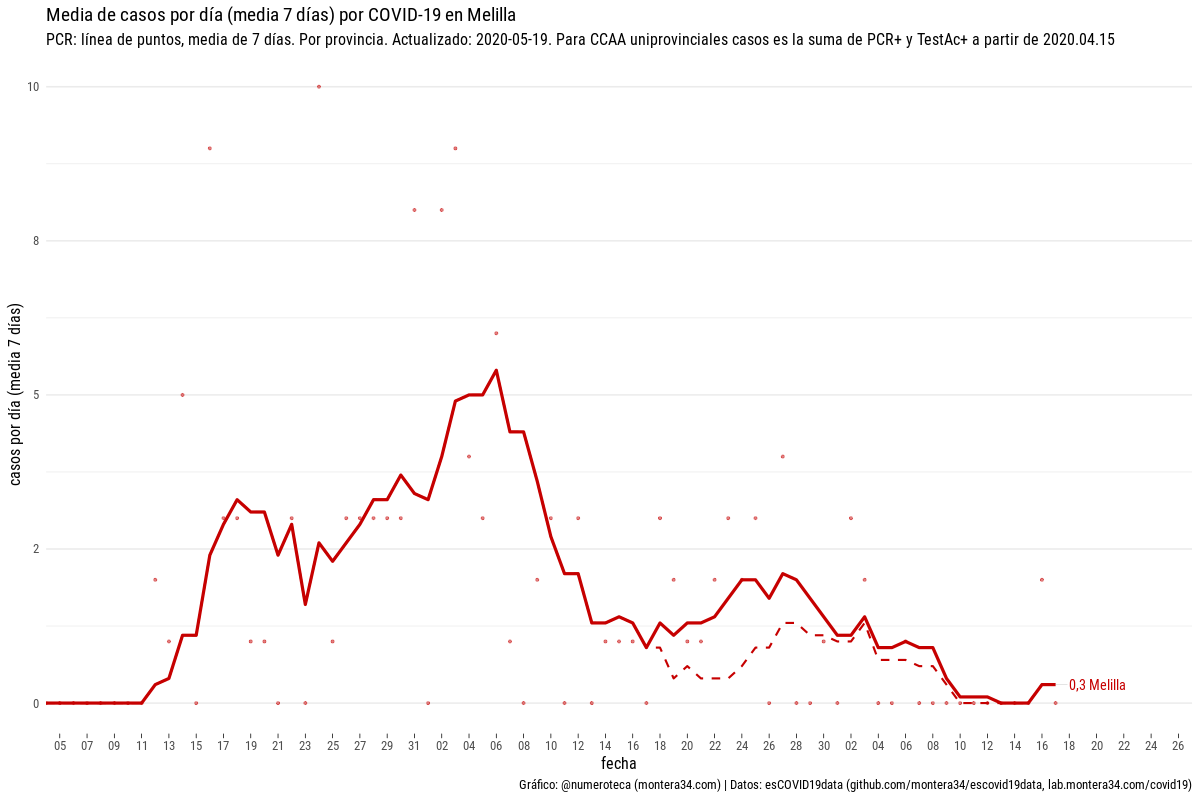 Media de casos por día (media 7 días) por COVID-19 en Melilla
PCR: línea de puntos, media de 7 días. Por provincia. Actualizado: 2020-05-19. Para CCAA uniprovinciales casos es la suma de PCR+ y TestAc+ a partir de 2020.04.15
casos por día (media 7 días)
10
8
5
2
0
0,3 Melilla
05 07 09 11 13 15 17 19 21 23 25 27 29 31 02 04 06 08 10 12 14 16 18 20 22 24 26 28 30 02 04 06 08 10 12 14 16 18 20 22 24 26
fecha
Gráfico: @numeroteca (montera34.com) | Datos: esCOVID19data (github.com/montera34/escovid19data, lab.montera34.com/covid19)